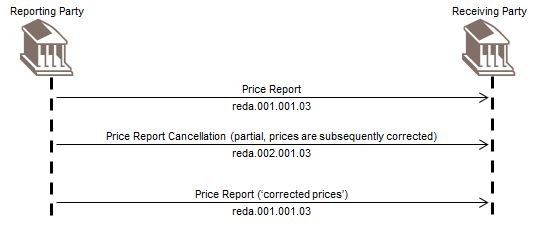 Reporting Party
Receiving Party
Price Report
reda.001.001.03
Price Report Cancellation (partial, prices are subsequently corrected)
reda.002.001.03
Price Report (‘corrected prices’)
reda.001.001.03